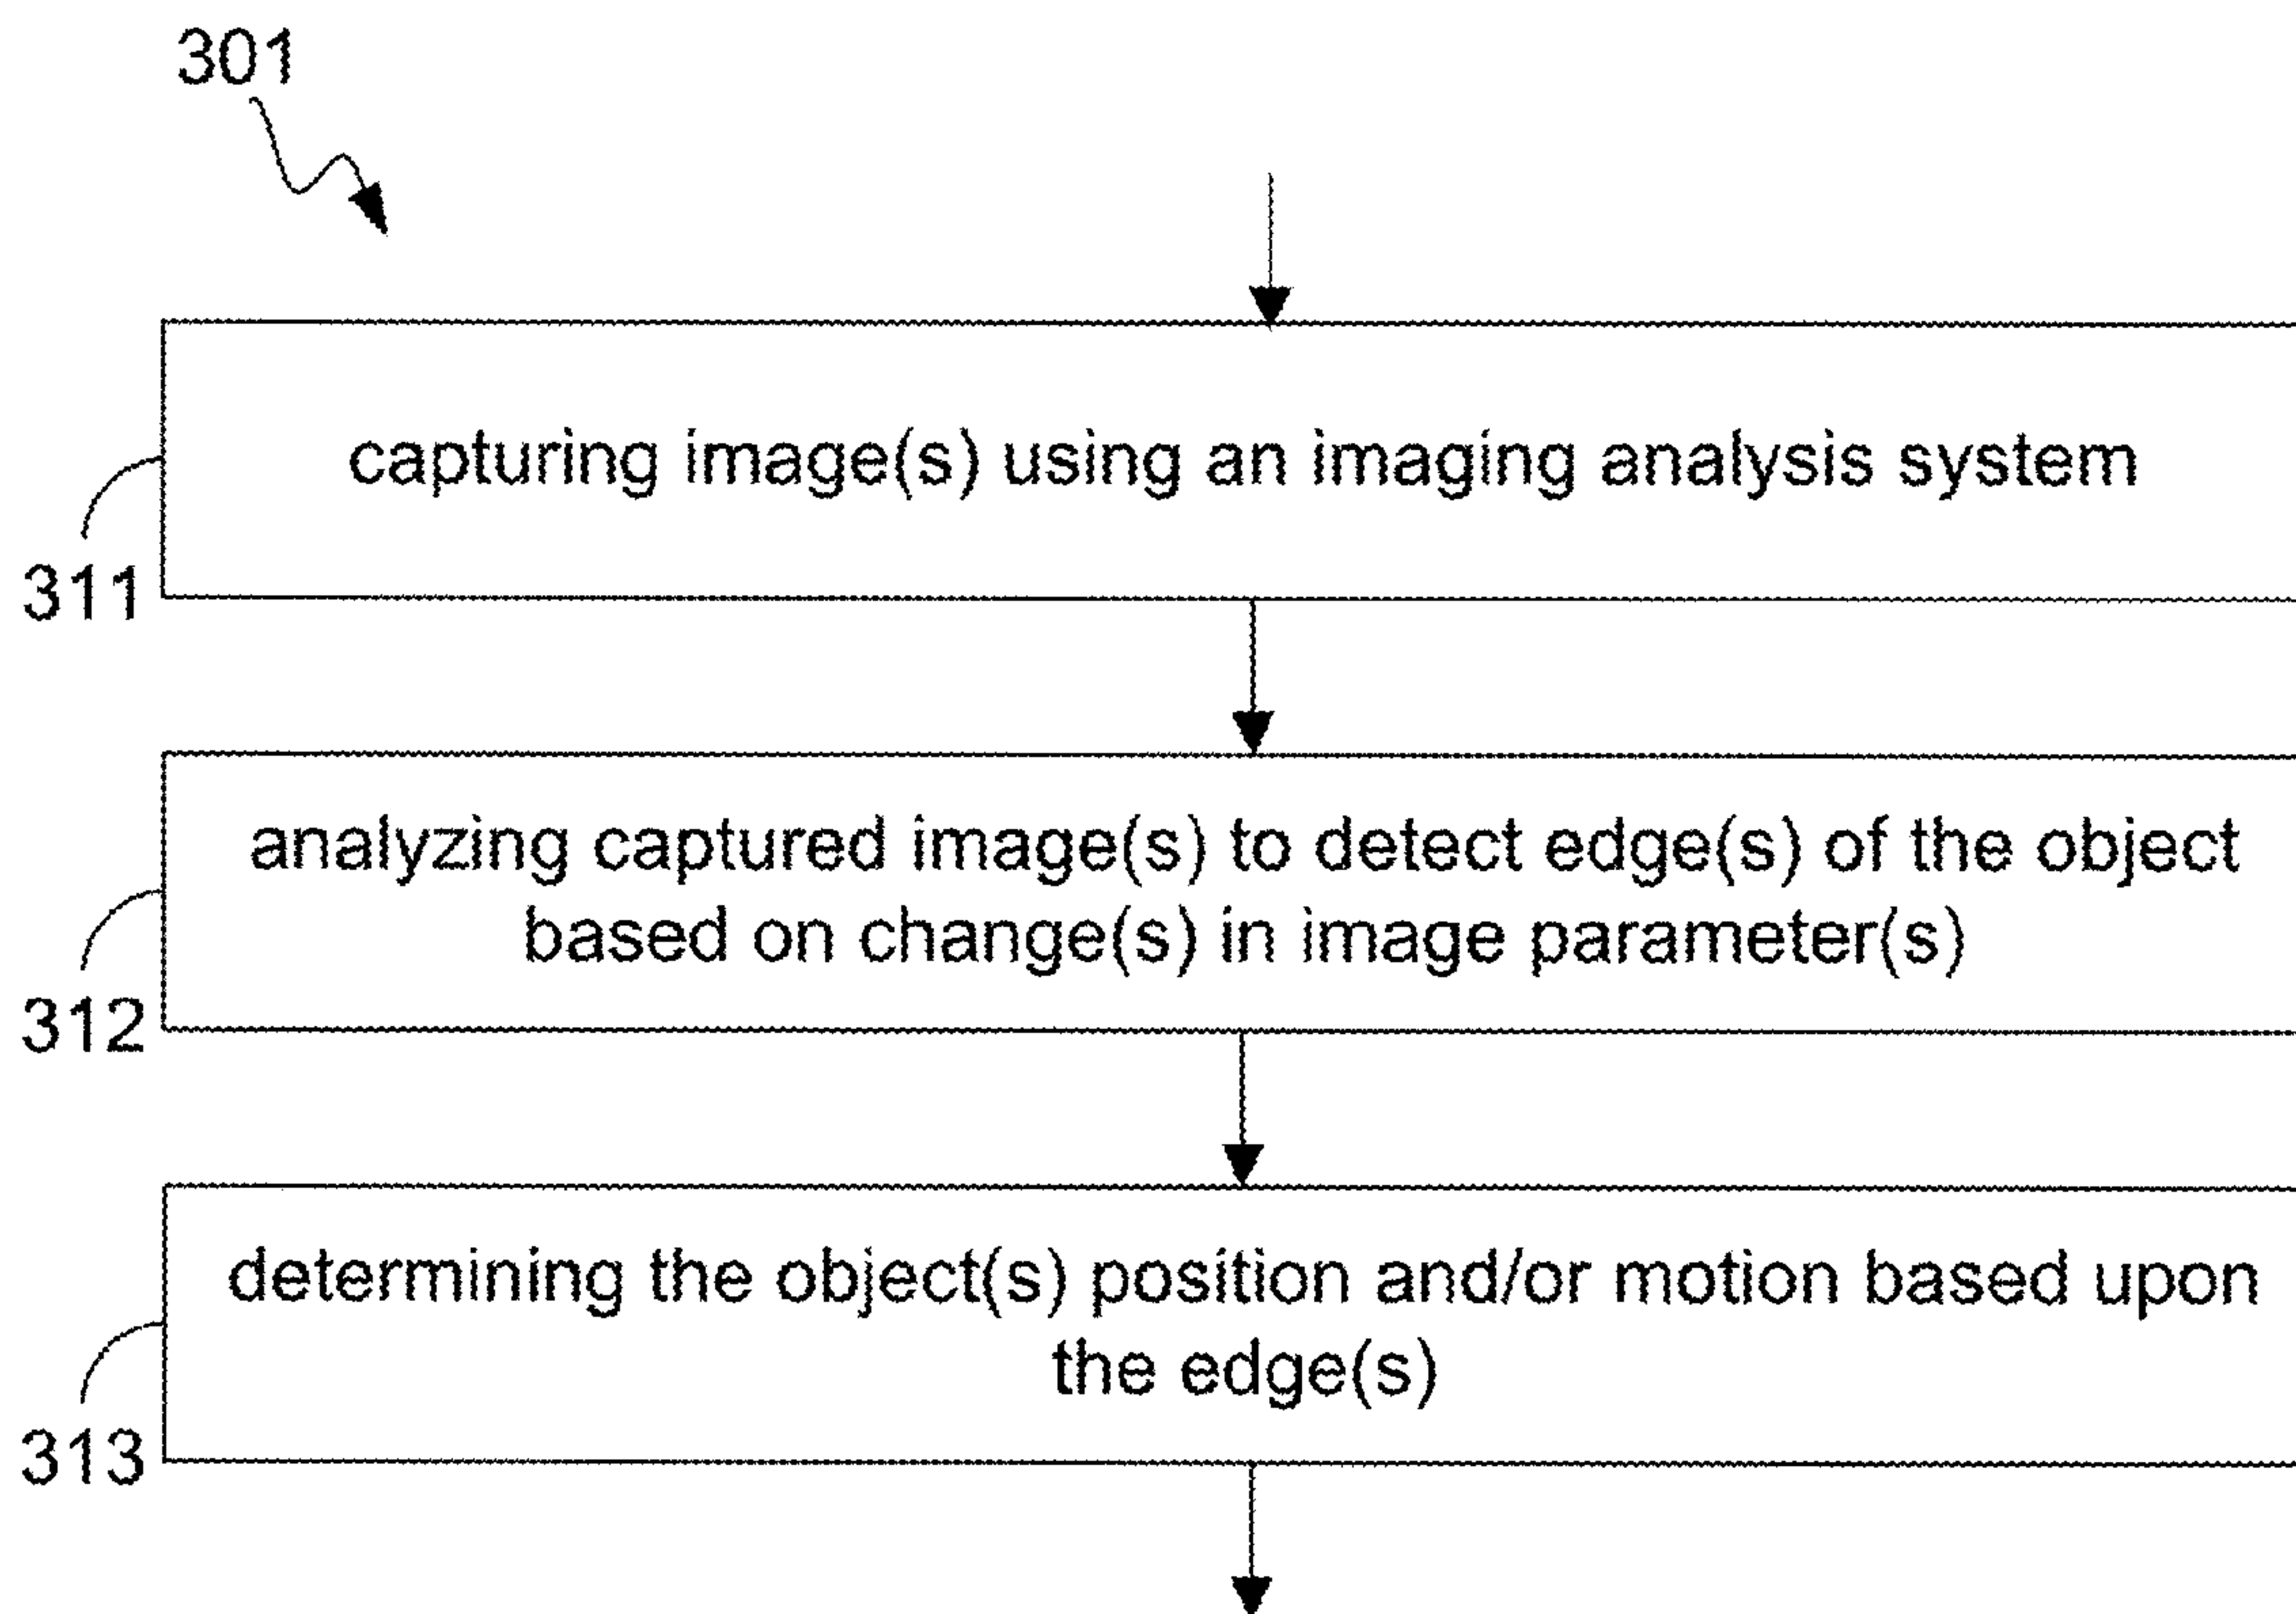 301
capturing image(s) using an imaging analysis system
311
analyzing captured image(s) to detect edge(s) of the object
based on change(s) in image parameter(s)
312
determining the object(s) position and/or motion based upon
the edge(s)
313